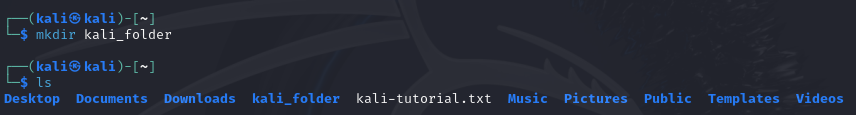 ┌──(kali㉿kali)-[~]
└─$ mkdir kali_folder
┌──(kali㉿kali)-[~]
└─$ ls
Desktop Documents Downloads kali_folder kali-tutorial.txt Music Pictures Public Templates Videos